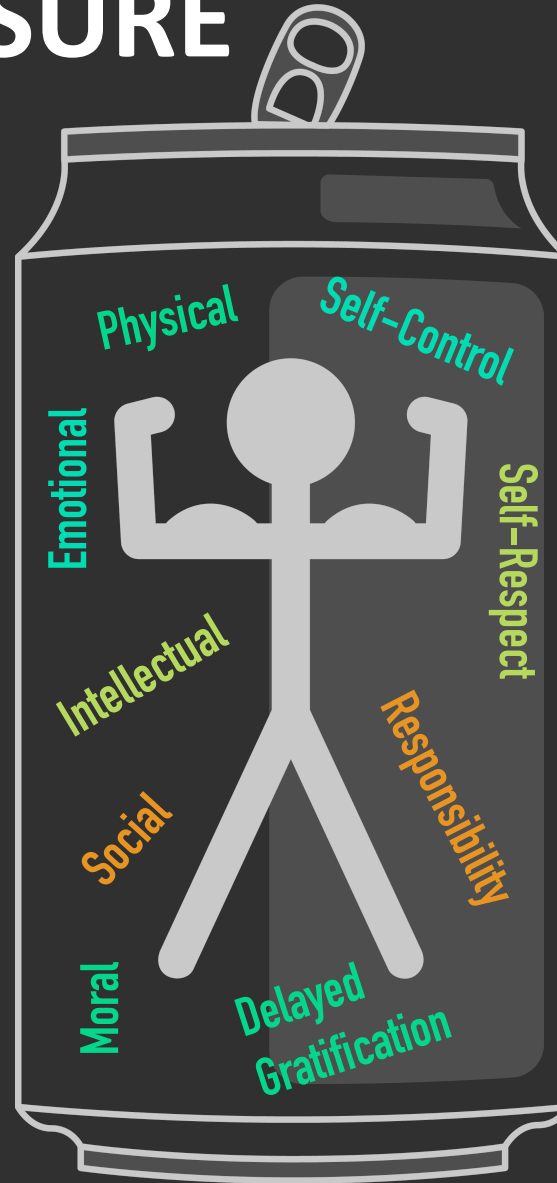 SURE
Physical
Self-Control
Emotional
Self-Respect
Intellectual
Responsibility
Social
Moral
Delayed
Gratification